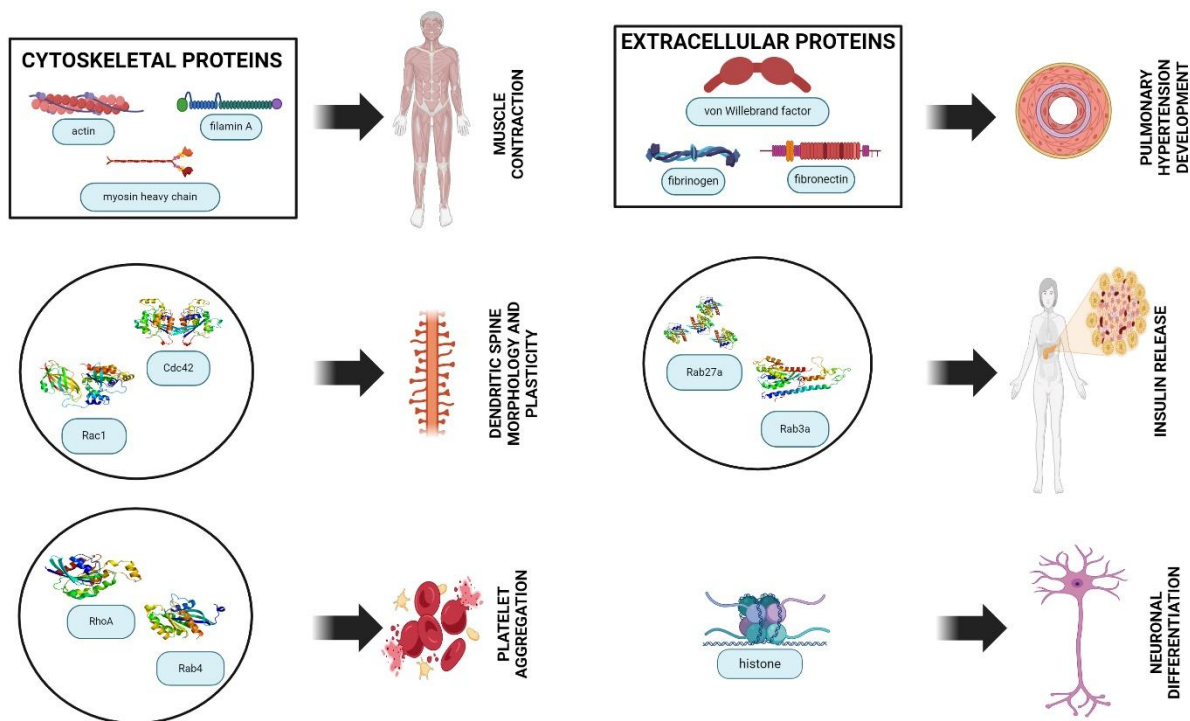 CYTOSKELETAL PROTEINS
actin
filamin A
myosin heavy chain
MUSCLE
CONTRACTION
EXTRACELLULAR PROTEINS
von Willebrand factor
fibrinogen
fibronectin
PULMONARY
HYPERTENSION
DEVELOPMENT
Cdc42
Rac1
DENDRITIC SPINE
MORPHOLOGY AND
PLASTICITY
Rab27a
Rab3a
INSULIN RELEASE
RhoA
Rab4
PLATELET
AGGREGATION
histone
NEURONAL
DIFFERENTIATION